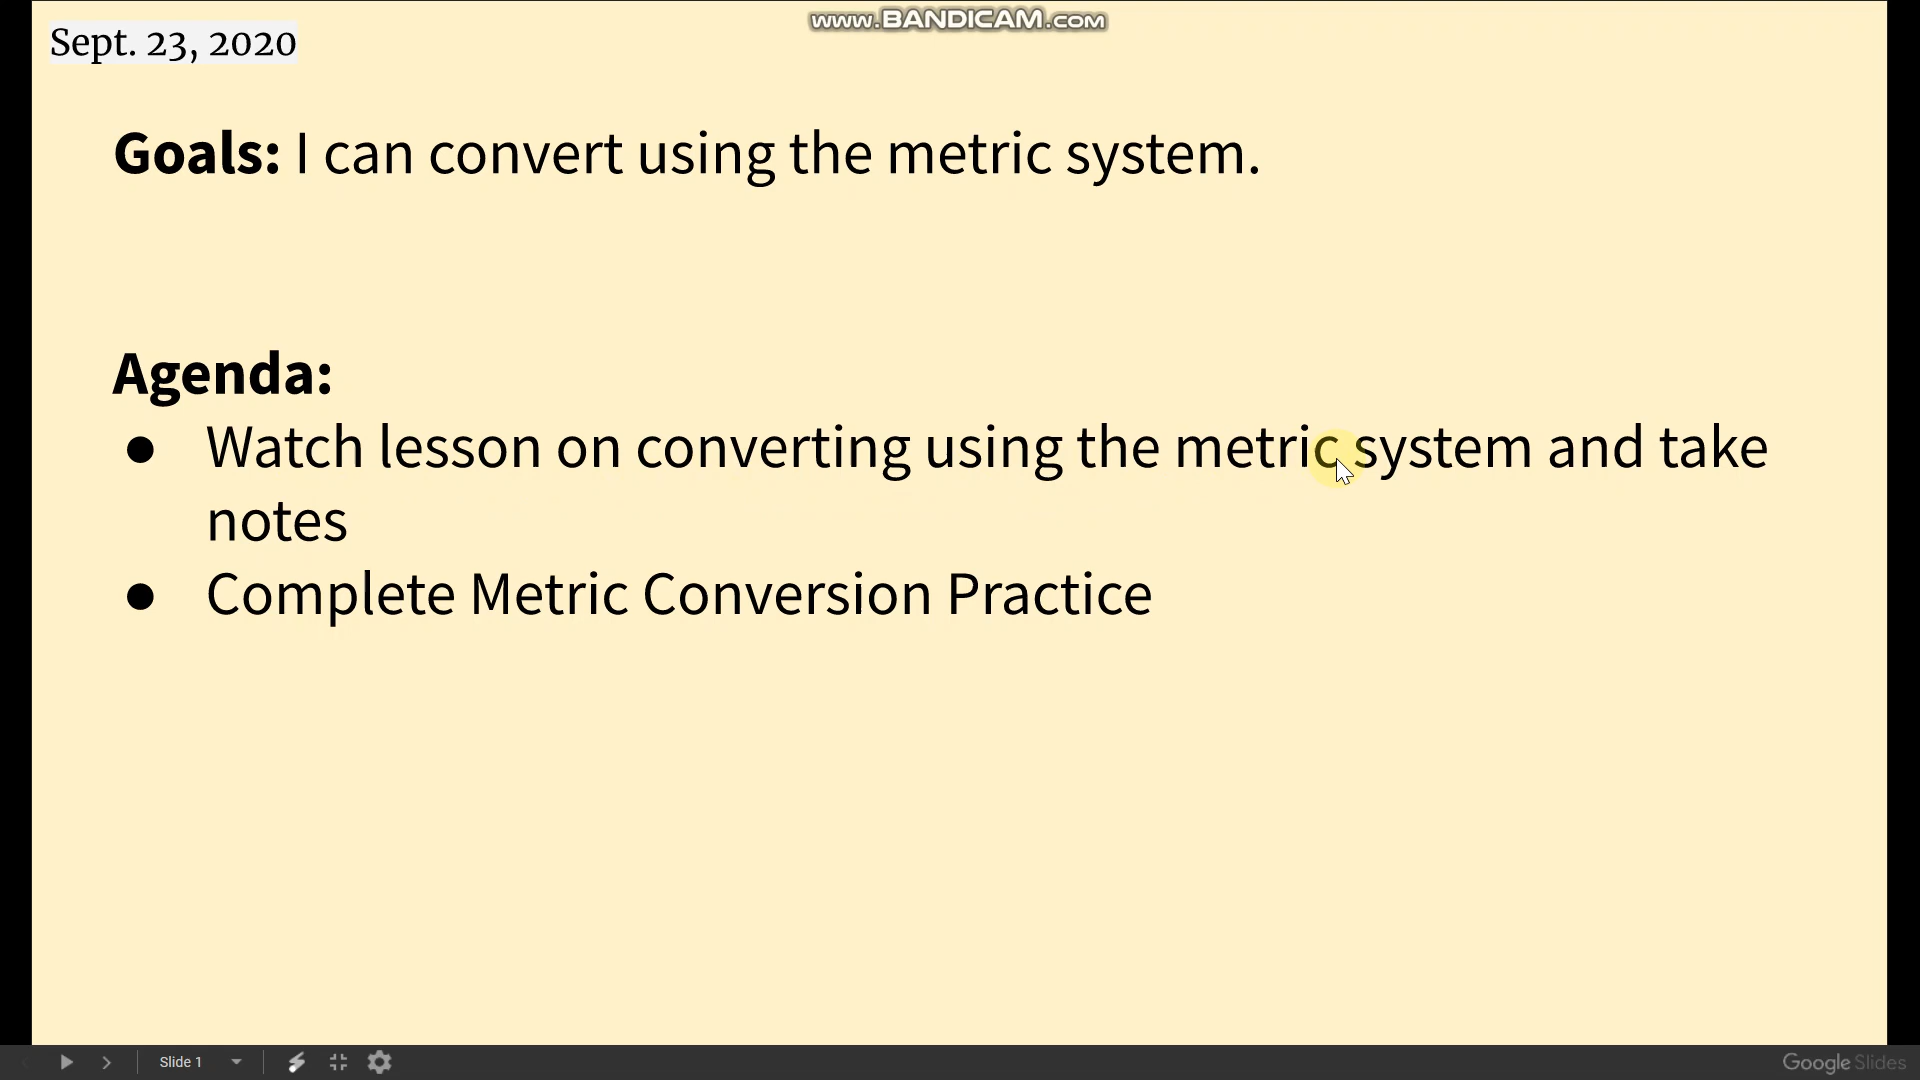 www.BANDICAM.com
Sept. 23, 2020
Goals: I can convert using the metric system.
Agenda:
● Watch lesson on converting using the metric system and take
notes
● Complete Metric Conversion Practice
Slide 1
Google Slides